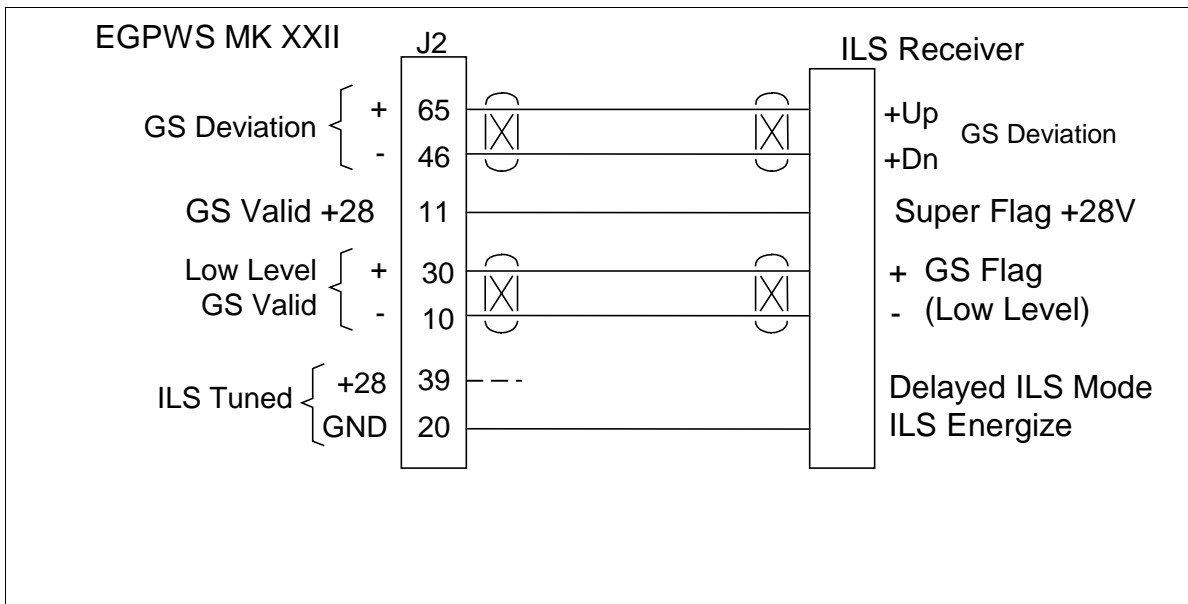 EGPWS MK XXII
J2
ILS Receiver
GS Deviation
+ 65
- 46
+Up
+Dn
GS Deviation
GS Valid +28 11
Super Flag +28V
Low Level
GS Valid
+ 30
- 10
+ GS Flag
- (Low Level)
ILS Tuned
+28 39
GND 20
Delayed ILS Mode
ILS Energize